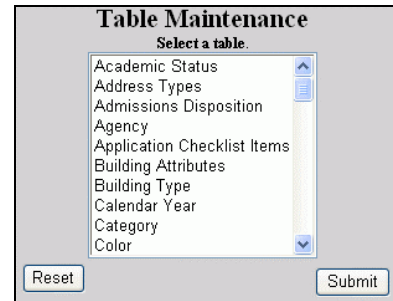 Table Maintenance
Select a table.
Academic Status
Address Types
Admissions Disposition
Agency
Application Checklist Items
Building Attributes
Building Type
Calendar Year
Category
Color
Reset Submit